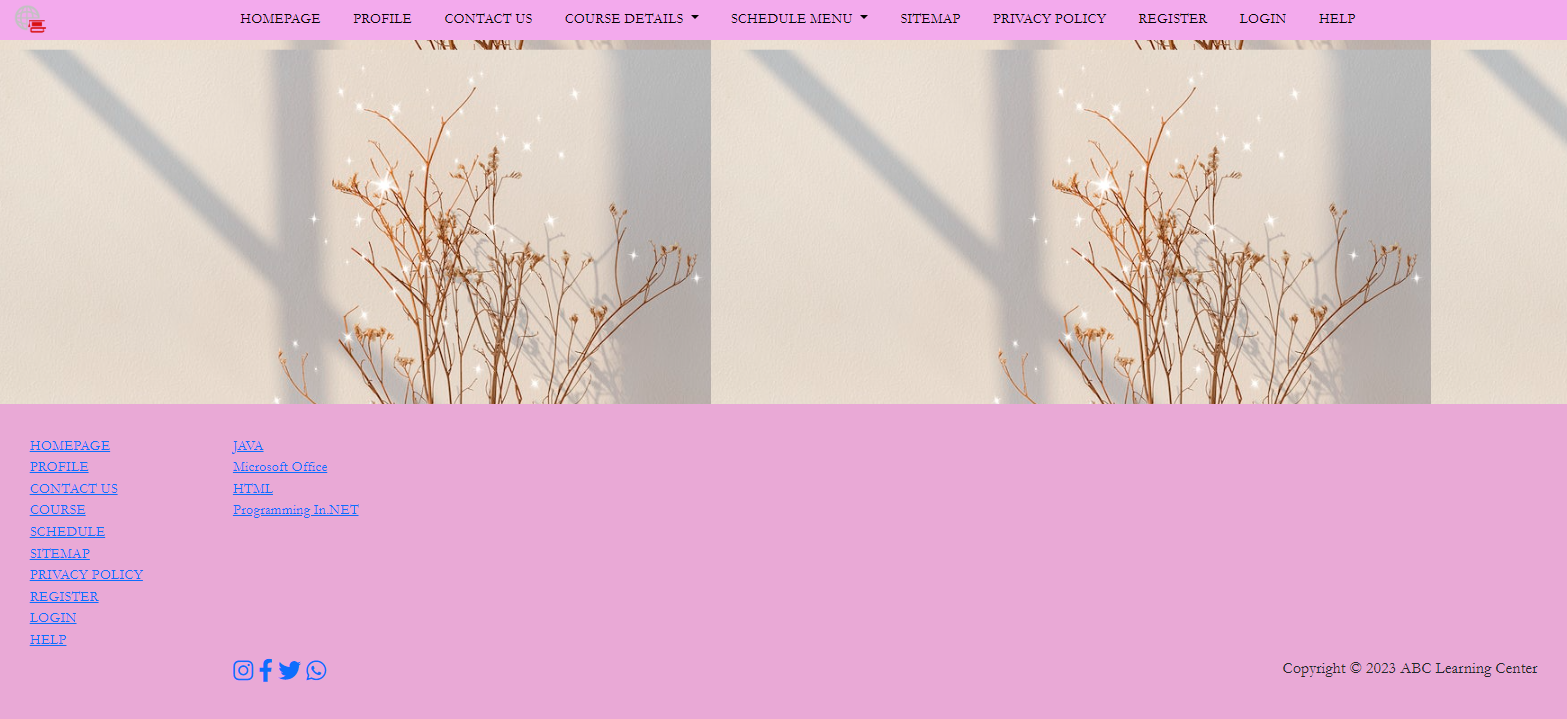 HOMEPAGE PROFILE CONTACT US COURSE DETAILS SCHEDULE MENU SITEMAP PRIVACY POLICY REGISTER LOGIN HELP
HOMEPAGE
PROFILE
CONTACT US
COURSE
SCHEDULE
SITEMAP
PRIVACY POLICY
REGISTER
LOGIN
HELP
JAVA
Microsoft Office
HTML
Programming In.NET
Copyright © 2023 ABC Learning Center